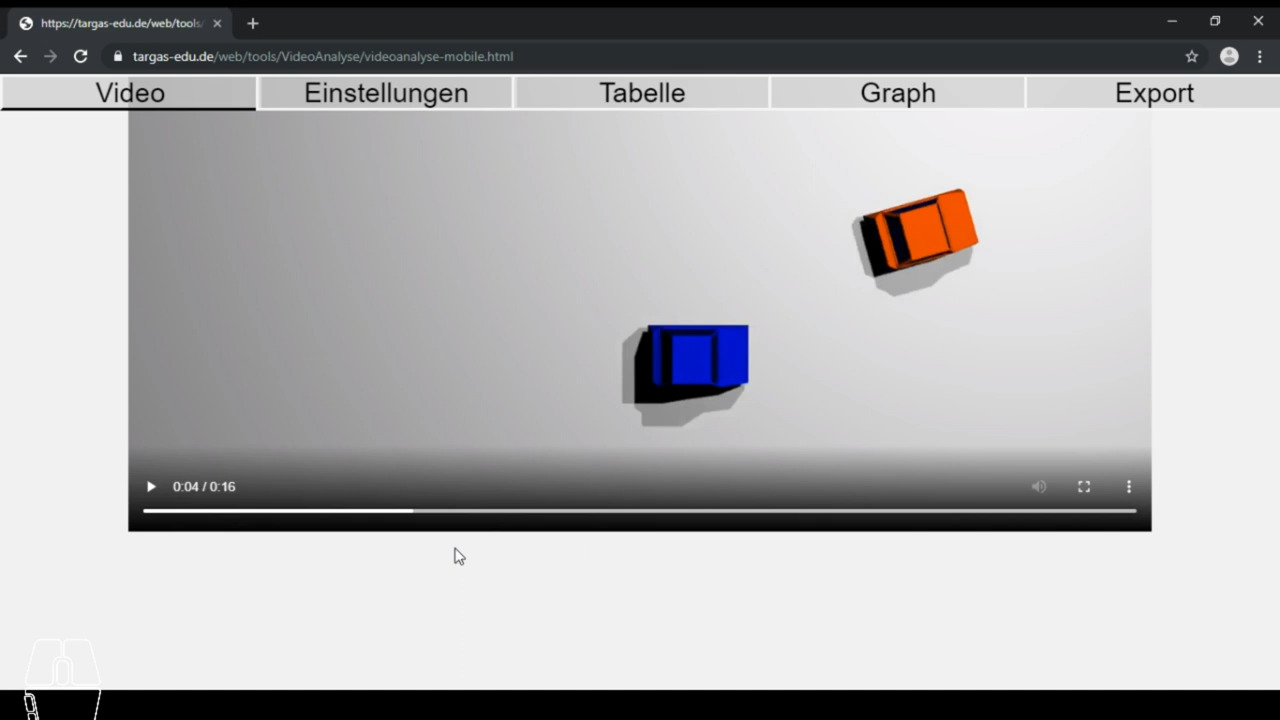 https://targas-edu.de/web/tools
targas-edu.de/web/tools/VideoAnalyse/videoanalyse-mobile.html
Video Einstellungen Tabelle Graph Export
0:04 / 0:16